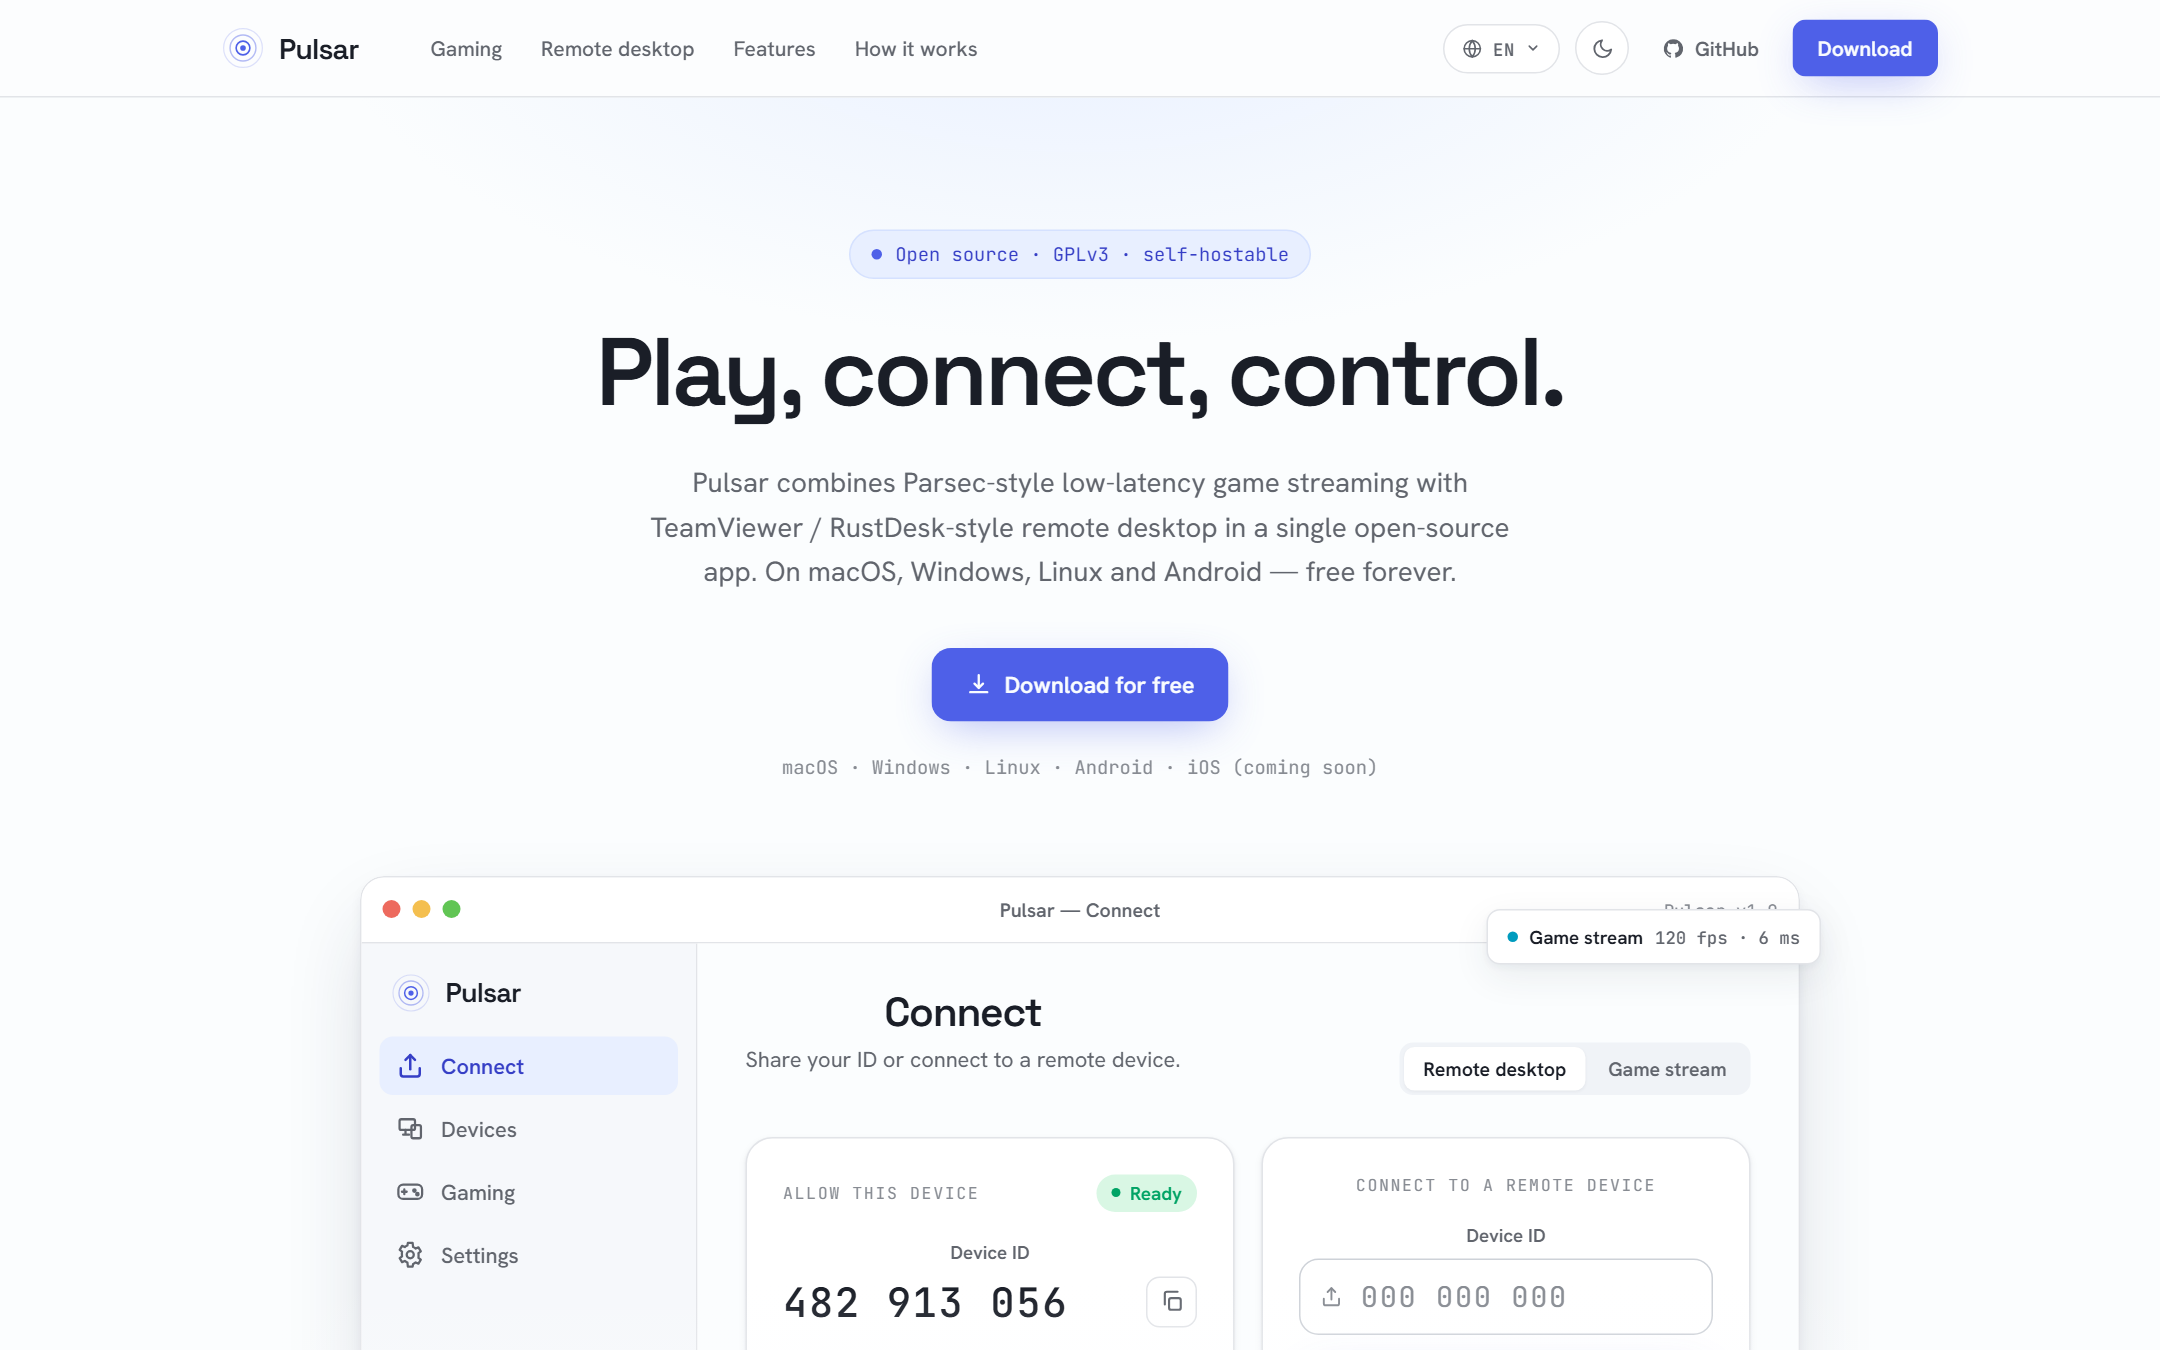 Pulsar
Gaming
Remote desktop
Features
How it works
EN
GitHub
Download
Open source · GPLv3 · self-hostable
Play, connect, control.
Pulsar combines Parsec-style low-latency game streaming with
TeamViewer / RustDesk-style remote desktop in a single open-source
app. On macOS, Windows, Linux and Android — free forever.
Download for free
macOS · Windows · Linux · Android · iOS (coming soon)
Pulsar — Connect
Game stream 120 fps · 6 ms
Pulsar
Connect
Devices
Gaming
Settings
Connect
Share your ID or connect to a remote device.
Remote desktop
Game stream
ALLOW THIS DEVICE
Ready
Device ID
482 913 056
CONNECT TO A REMOTE DEVICE
Device ID
000 000 000